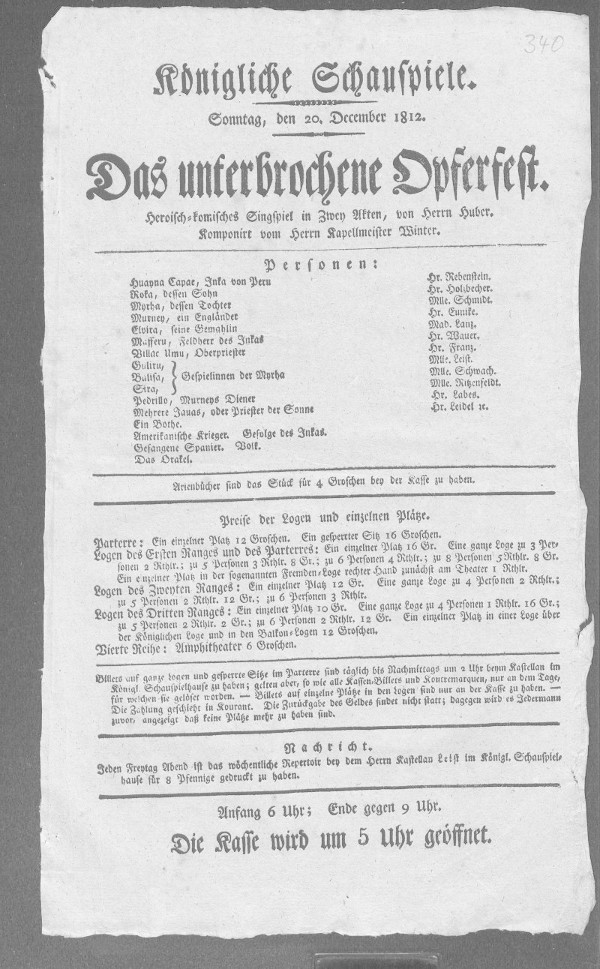 340
Königliche Schauspiele.
Sonntag, den 20. December 1812.
Das unterbrochene Opferfest.
Heroisch-komisches Singspiel in Zwey Akten, von Herrn Huber.
Komponirt vom Herrn Kapellmeister Winter.
Personen:
Huayna Capac, Inka von Peru Hr. Rebenstein.
Roka, dessen Sohn Hr. Holzbecher.
Myrha, dessen Tochter Mlle. Schmidt.
Murney, ein Engländer Hr. Eunike.
Elvira, seine Gemahlin Mad. Lanz.
Mafferu, Feldherr des Inkas Hr. Wauer.
Villac Umu, Oberpriester Hr. Franz.
Guliru, Mlle. Leist.
Balisa, } Gespielinnen der Myrha Mlle. Schwach.
Sira, Mlle. Ritzenfeldt.
Pedrillo, Murneys Diener Hr. Labes.
Mehrere Zauas, oder Priester der Sonne Hr. Leidel ꝛc.
Ein Bothe.
Amerikanische Krieger. Gefolge des Inkas.
Gefangene Spanier. Volk.
Das Orakel.
Arienbücher sind das Stück für 4 Groschen bey der Kasse zu haben.
Preise der Logen und einzelnen Plätze.
Parterre: Ein einzelner Platz 12 Groschen. Ein gesperrter Sitz 16 Groschen.
Logen des Ersten Ranges und des Parterres: Ein einzelner Platz 16 Gr. Eine ganze Loge zu 3 Per-
sonen 2 Rthlr.; zu 5 Personen 3 Rthlr. 8 Gr.; zu 6 Personen 4 Rthlr.; zu 8 Personen 5 Rthlr. 8 Gr.
Ein einzelner Platz in der sogenannten Fremden-Loge rechter Hand zunächst am Theater 1 Rthlr.
Logen des Zweyten Ranges: Ein einzelner Platz 12 Gr. Eine ganze Loge zu 4 Personen 2 Rthlr.;
zu 5 Personen 2 Rthlr. 12 Gr.; zu 6 Personen 3 Rthlr.
Logen des Dritten Ranges: Ein einzelner Platz 10 Gr. Eine ganze Loge zu 4 Personen 1 Rthlr. 16 Gr.;
zu 5 Personen 2 Rthlr. 2 Gr.; zu 6 Personen 2 Rthlr. 12 Gr. Ein einzelner Platz in einer Loge über
der Königlichen Loge und in den Balkon-Logen 12 Groschen.
Vierte Reihe: Amphitheater 6 Groschen.
Billets auf ganze Logen und gesperrte Sitze im Parterre sind täglich bis Nachmittags um 2 Uhr beym Kastellan im
Königl. Schauspielhause zu haben; gelten aber, so wie alle Kassen-Billets und Kontremarquen, nur an dem Tage,
für welchen sie gelöset worden. — Billets auf einzelne Plätze in den Logen sind nur an der Kasse zu haben. —
Die Zahlung geschieht in Kourant. Die Zurückgabe des Geldes findet nicht statt; dagegen wird es Jedermann
zuvor, angezeigt daß keine Plätze mehr zu haben sind.
Nachricht.
Jeden Freytag Abend ist das wöchentliche Repertoir bey dem Herrn Kastellan Leist im Königl. Schauspiel-
hause für 8 Pfennige gedruckt zu haben.
Anfang 6 Uhr; Ende gegen 9 Uhr.
Die Kasse wird um 5 Uhr geöffnet.